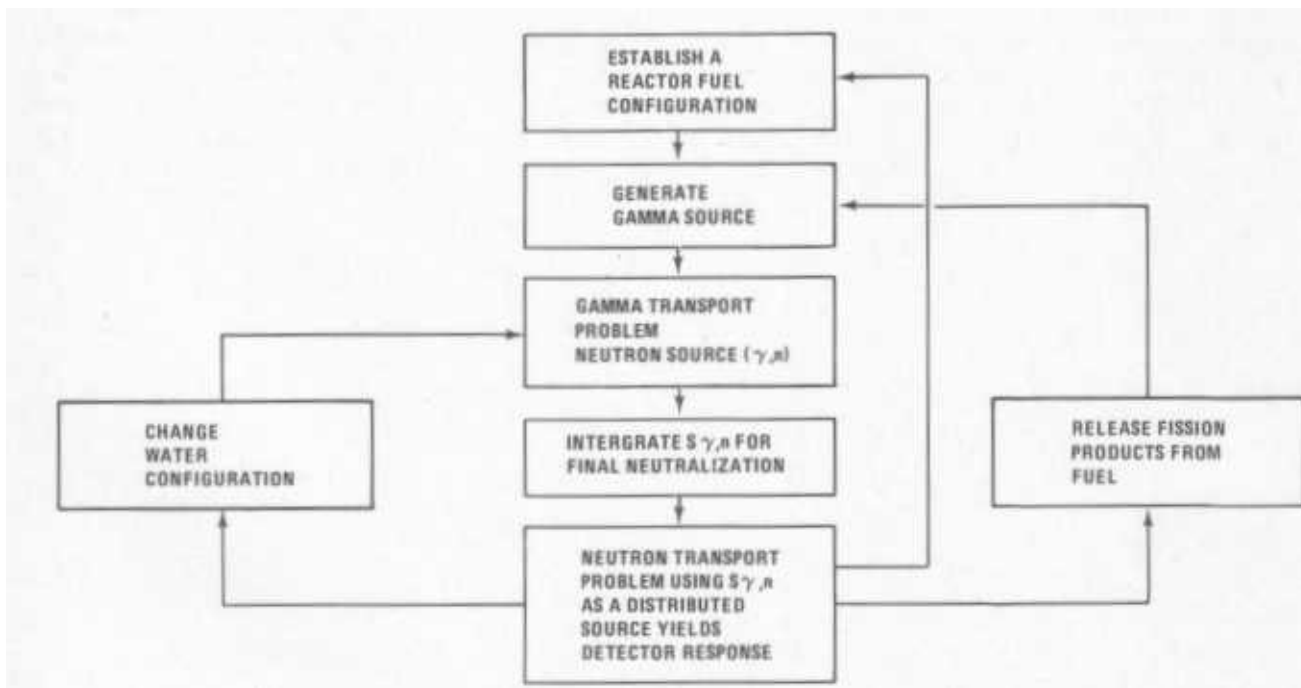 ESTABLISH A
REACTOR FUEL
CONFIGURATION
GENERATE
GAMMA SOURCE
GAMMA TRANSPORT
PROBLEM
NEUTRON SOURCE (γ,n)
CHANGE
WATER
CONFIGURATION
INTERGRATE S γ,n FOR
FINAL NEUTRALIZATION
RELEASE FISSION
PRODUCTS FROM
FUEL
NEUTRON TRANSPORT
PROBLEM USING S γ,n
AS A DISTRIBUTED
SOURCE YIELDS
DETECTOR RESPONSE